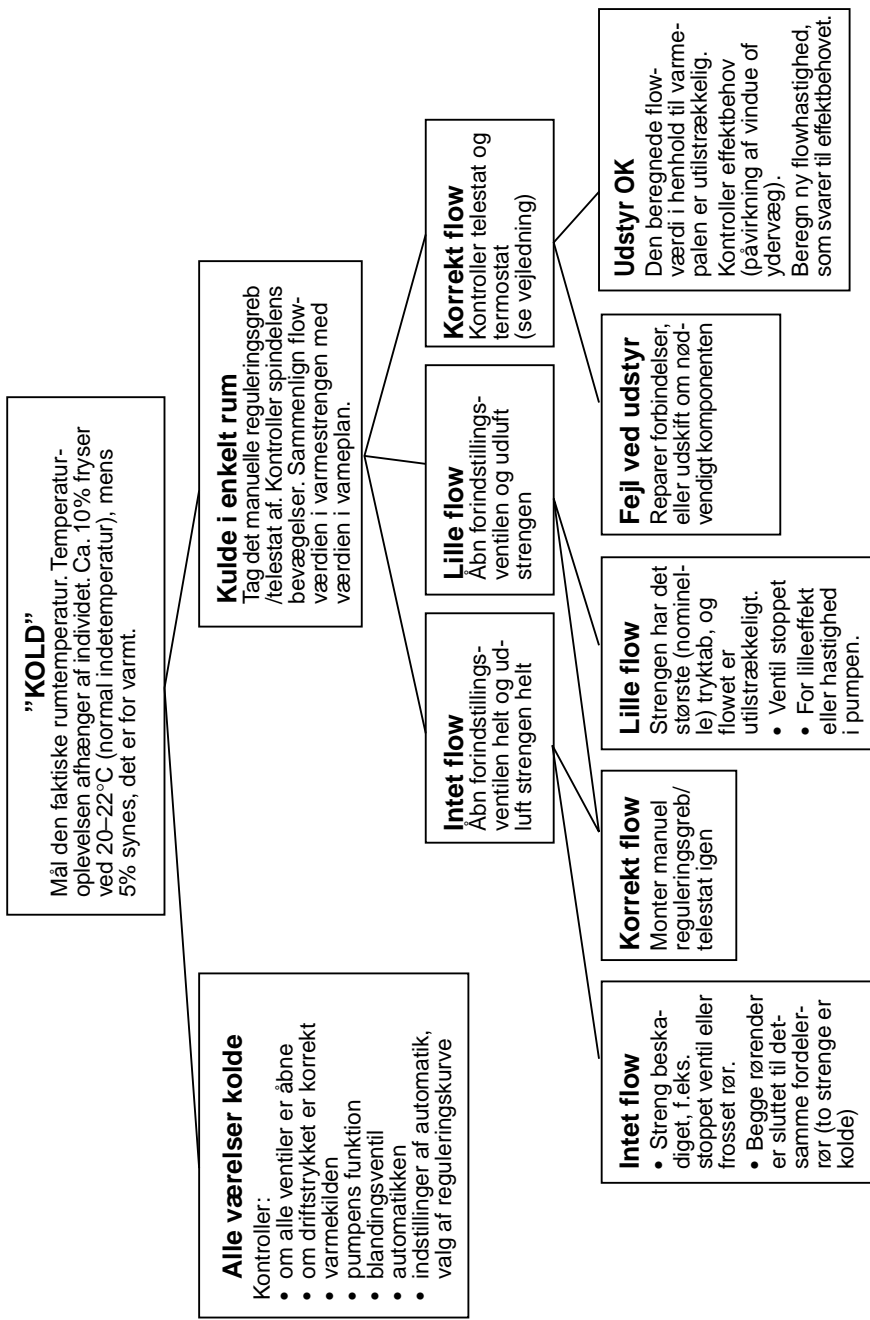 "KOLD"
Mål den faktiske rumtemperatur. Temperatur-
oplevelsen afhænger af individet. Ca. 10% fryser
ved 20–22°C (normal indetemperatur), mens
5% synes, det er for varmt.
Alle værelser kolde
Kontroller:
• om alle ventiler er åbne
• om driftstrykket er korrekt
• varmekilden
• pumpens funktion
• blandingsventil
• automatikken
• indstillinger af automatik,
valg af reguleringskurve
Kulde i enkelt rum
Tag det manuelle reguleringsgreb
/telestat af. Kontroller spindelens
bevægelser. Sammenlign flow-
værdien i varmestrengen med
værdien i vameplan.
Intet flow
Åbn forindstillings-
ventilen helt og ud-
luft strengen helt
Lille flow
Åbn forindstillings-
ventilen og udluft
strengen
Korrekt flow
Kontroller telestat og
termostat
(se vejledning)
Intet flow
• Streng beska-
diget, f.eks.
stoppet ventil eller
frosset rør.
• Begge rørender
er sluttet til det-
samme fordeler-
rør (to strenge er
kolde)
Korrekt flow
Monter manuel
reguleringsgreb/
telestat igen
Lille flow
Strengen har det
største (nominel-
le) tryktab, og
flowet er
utilstrækkeligt.
• Ventil stoppet
• For lilleeffekt
eller hastighed
i pumpen.
Fejl ved udstyr
Reparer forbindelser,
eller udskift om nød-
vendigt komponenten
Udstyr OK
Den beregnede flow-
værdi i henhold til varme-
palen er utilstrækkelig.
Kontroller effektbehov
(påvirkning af vindue of
ydervæg).
Beregn ny flowhastighed,
som svarer til effektbehovet.